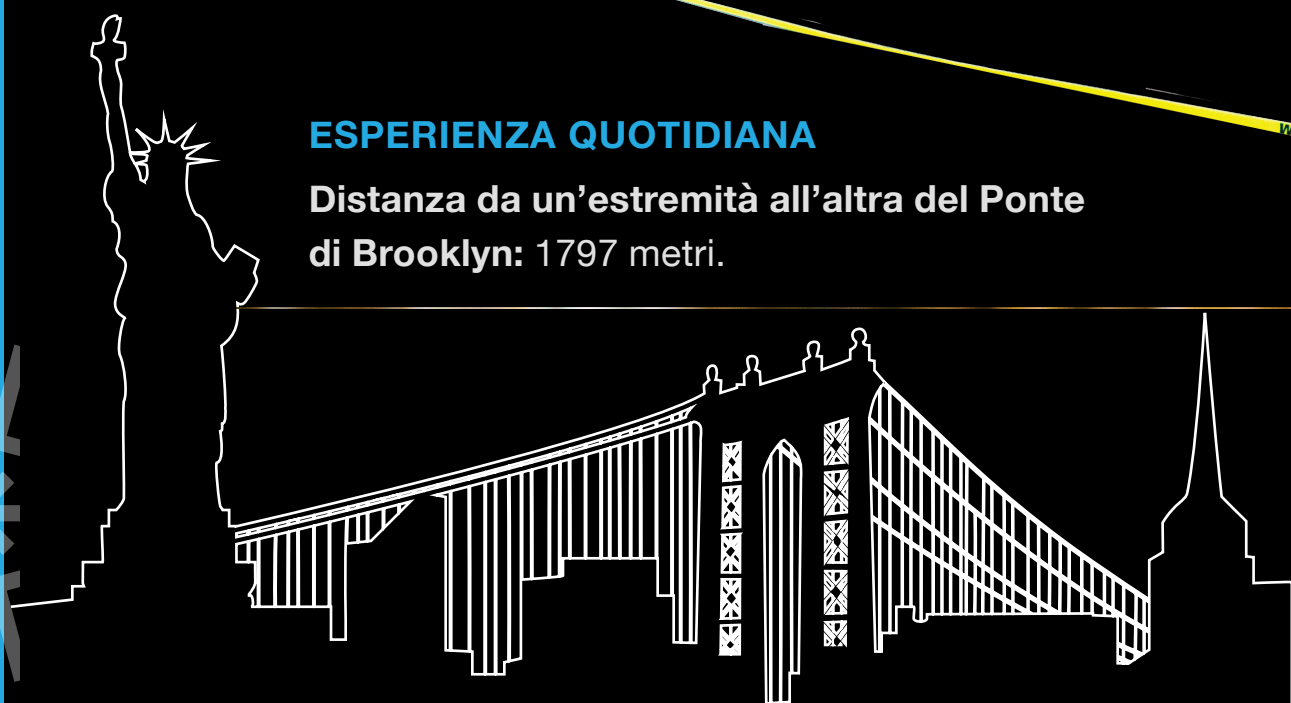 ESPERIENZA QUOTIDIANA
Distanza da un’estremità all’altra del Ponte
di Brooklyn: 1797 metri.